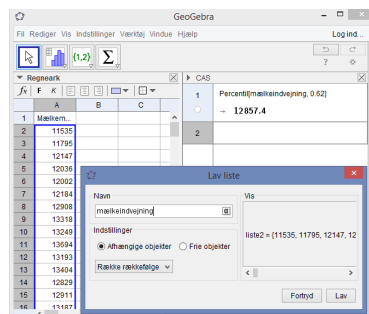 GeoGebra
Fil Rediger Vis Indstillinger Værktøj Vindue Hjælp Log ind...
{1,2} Σ
Regneark
CAS
fx F K
A B C
1 Mælkem...
2 11535
3 11795
4 12147
5 12036
6 12002
7 12184
8 12908
9 13318
10 13249
11 13694
12 13193
13 13404
14 12829
15 12911
16 13187
1 Percentil[mælkeindvejning, 0.62]
→ 12857.4
2
Lav liste
Navn
mælkeindvejning
α
Indstillinger
Afhængige objekter Frie objekter
Række rækkefølge
Vis
liste2 = {11535, 11795, 12147, 12
Fortryd Lav